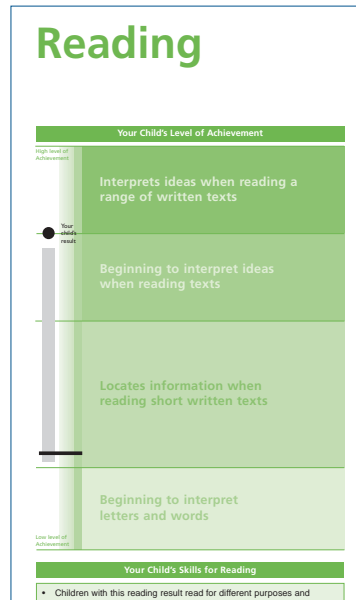 Reading
Your Child's Level of Achievement
High level of
Achievement
Interprets ideas when reading a
range of written texts
Your
child's
result
Beginning to interpret ideas
when reading texts
Locates information when
reading short written texts
Beginning to interpret
letters and words
Low level of
Achievement
Your Child's Skills for Reading
• Children with this reading result read for different purposes and